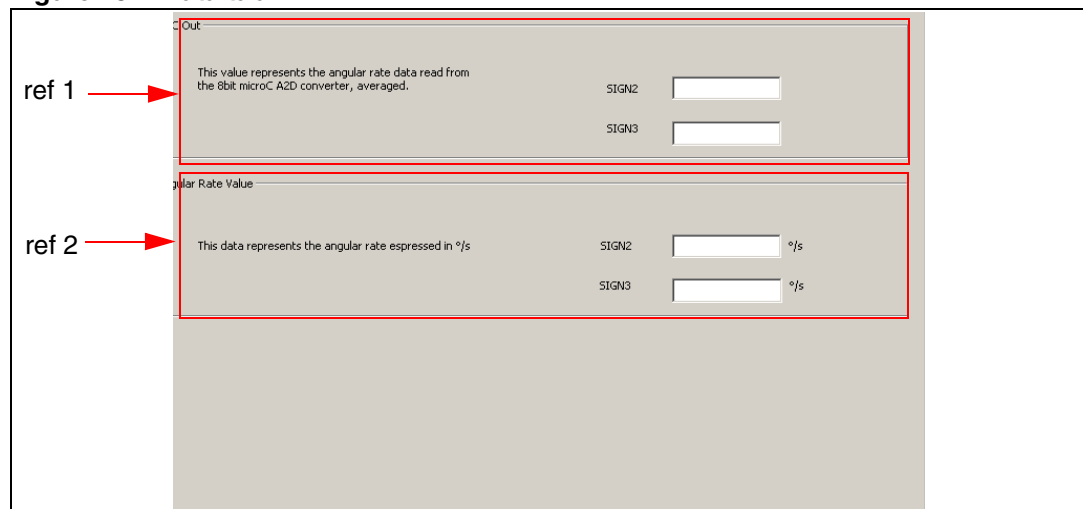 C Out
This value represents the angular rate data read from
the 8bit microC A2D converter, averaged.
ref 1
SIGN2
SIGN3
gular Rate Value
This data represents the angular rate espressed in °/s
ref 2
SIGN2 °/s
SIGN3 °/s